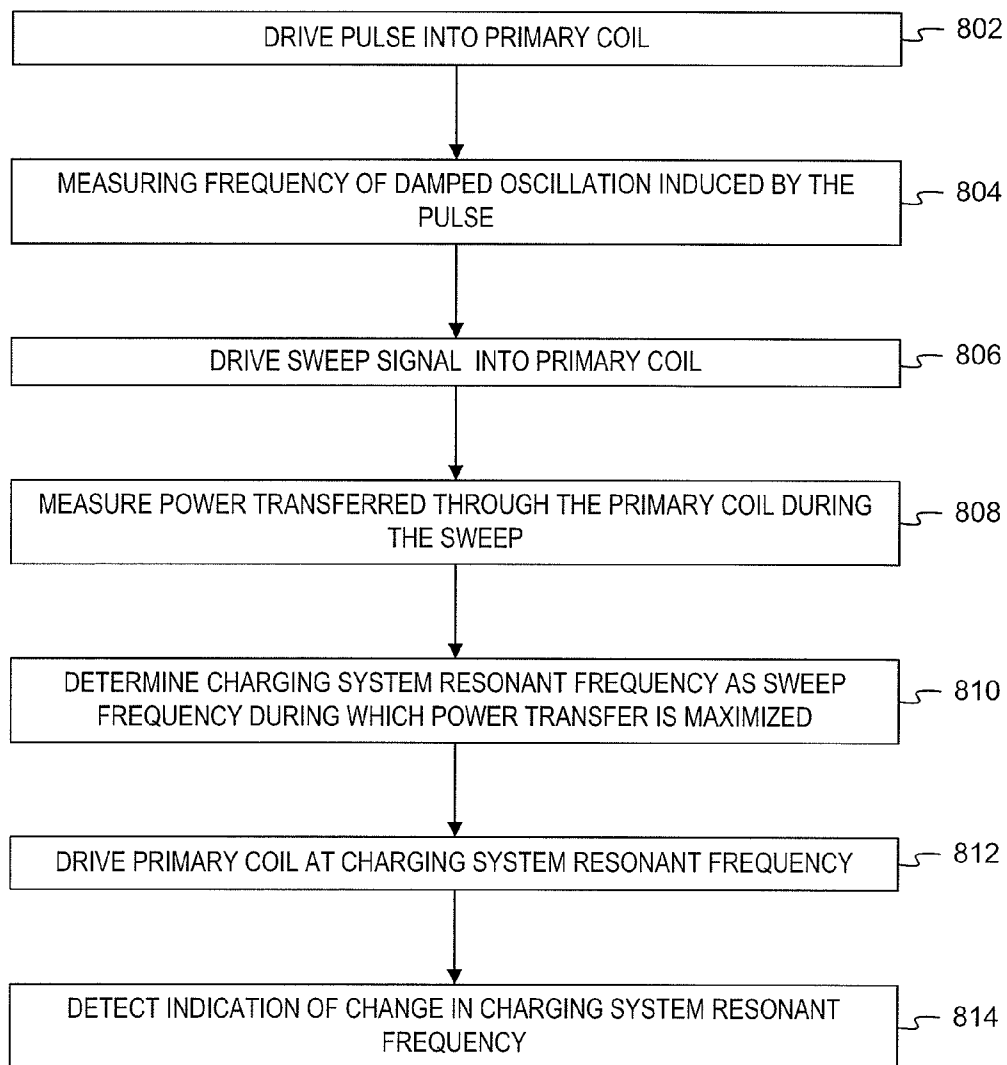 DRIVE PULSE INTO PRIMARY COIL
802
MEASURING FREQUENCY OF DAMPED OSCILLATION INDUCED BY THE
PULSE
804
DRIVE SWEEP SIGNAL INTO PRIMARY COIL
806
MEASURE POWER TRANSFERRED THROUGH THE PRIMARY COIL DURING
THE SWEEP
808
DETERMINE CHARGING SYSTEM RESONANT FREQUENCY AS SWEEP
FREQUENCY DURING WHICH POWER TRANSFER IS MAXIMIZED
810
DRIVE PRIMARY COIL AT CHARGING SYSTEM RESONANT FREQUENCY
812
DETECT INDICATION OF CHANGE IN CHARGING SYSTEM RESONANT
FREQUENCY
814